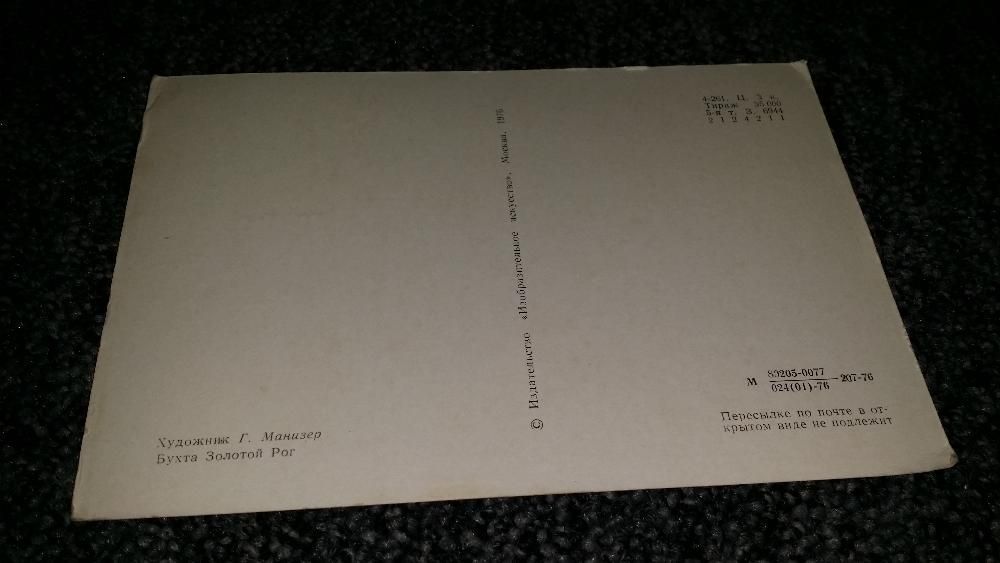 4-261. Ц. 3 к.
Тираж 35 000
5-я т. З. 6944
2 1 2 4 2 1 1
© Издательство «Изобразительное искусство», Москва. 1976
М 80205-0077
024(01)-76 —207-76
Пересылке по почте в от-
крытом виде не подлежит
Художник Г. Манизер
Бухта Золотой Рог